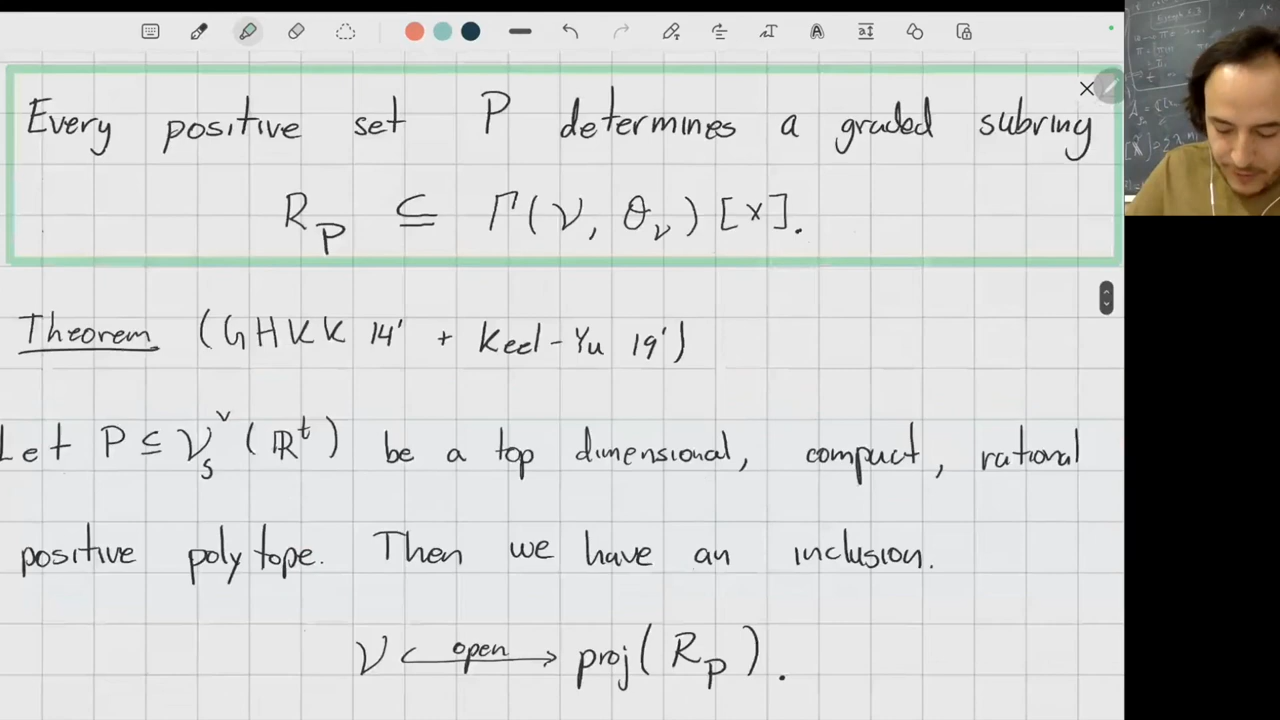 Every positive set P determines a graded subring
R_P ⊆ Γ(V, O_V)[x].
Theorem (GHKK 14' + Keel-Yu 19')
Let P ⊆ V_s^∨(ℝ^t) be a top dimensional, compact, rational
positive polytope. Then we have an inclusion.
V ↪ open proj(R_P).